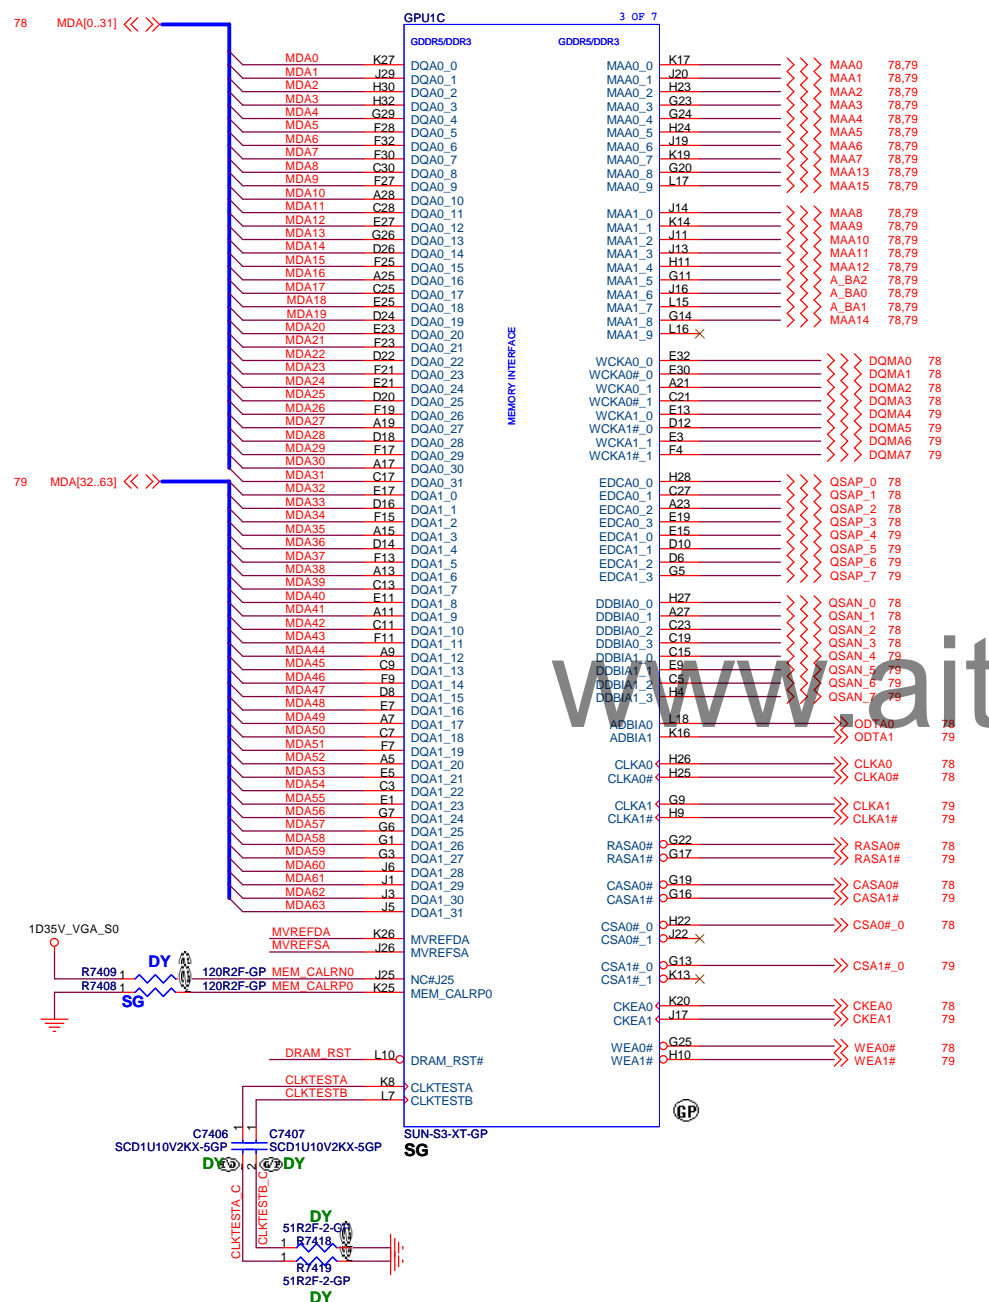 GPU1C 3 OF 7
78 MDA[0..31]
GDDR5/DDR3 GDDR5/DDR3
MDA0 K27 DQA0_0 MAA0_0 K17 MAA0 78,79
MDA1 J29 DQA0_1 MAA0_1 J20 MAA1 78,79
MDA2 H30 DQA0_2 MAA0_2 H23 MAA2 78,79
MDA3 H32 DQA0_3 MAA0_3 G23 MAA3 78,79
MDA4 G29 DQA0_4 MAA0_4 G24 MAA4 78,79
MDA5 F28 DQA0_5 MAA0_5 H24 MAA5 78,79
MDA6 F32 DQA0_6 MAA0_6 J19 MAA6 78,79
MDA7 F30 DQA0_7 MAA0_7 K19 MAA7 78,79
MDA8 C30 DQA0_8 MAA0_8 G20 MAA13 78,79
MDA9 F27 DQA0_9 MAA0_9 L17 MAA15 78,79
MDA10 A28 DQA0_10
MDA11 C28 DQA0_11 MAA1_0 J14 MAA8 78,79
MDA12 E27 DQA0_12 MAA1_1 K14 MAA9 78,79
MDA13 G26 DQA0_13 MAA1_2 J11 MAA10 78,79
MDA14 D26 DQA0_14 MAA1_3 J13 MAA11 78,79
MDA15 F25 DQA0_15 MAA1_4 H11 MAA12 78,79
MDA16 A25 DQA0_16 MAA1_5 G11 A_BA2 78,79
MDA17 C25 DQA0_17 MAA1_6 J16 A_BA0 78,79
MDA18 E25 DQA0_18 MAA1_7 L15 A_BA1 78,79
MDA19 D24 DQA0_19 MAA1_8 G14 MAA14 78,79
MDA20 E23 DQA0_20 MAA1_9 L16
MDA21 F23 DQA0_21
MDA22 D22 DQA0_22 WCKA0_0 E32 DQMA0 78
MDA23 F21 DQA0_23 WCKA0#_0 E30 DQMA1 78
MDA24 E21 DQA0_24 WCKA0_1 A21 DQMA2 78
MDA25 D20 DQA0_25 WCKA0#_1 C21 DQMA3 78
MDA26 F19 DQA0_26 WCKA1_0 E13 DQMA4 79
MDA27 A19 DQA0_27 WCKA1#_0 D12 DQMA5 79
MDA28 D18 DQA0_28 WCKA1_1 E3 DQMA6 79
MDA29 F17 DQA0_29 WCKA1#_1 F4 DQMA7 79
MDA30 A17 DQA0_30
MEMORY INTERFACE
79 MDA[32..63]
MDA31 C17 DQA0_31 EDCA0_0 H28 QSAP_0 78
MDA32 E17 DQA1_0 EDCA0_1 C27 QSAP_1 78
MDA33 D16 DQA1_1 EDCA0_2 A23 QSAP_2 78
MDA34 F15 DQA1_2 EDCA0_3 E19 QSAP_3 78
MDA35 A15 DQA1_3 EDCA1_0 E15 QSAP_4 79
MDA36 D14 DQA1_4 EDCA1_1 D10 QSAP_5 79
MDA37 F13 DQA1_5 EDCA1_2 D6 QSAP_6 79
MDA38 A13 DQA1_6 EDCA1_3 G5 QSAP_7 79
MDA39 C13 DQA1_7
MDA40 E11 DQA1_8 DDBIA0_0 H27 QSAN_0 78
MDA41 A11 DQA1_9 DDBIA0_1 A27 QSAN_1 78
MDA42 C11 DQA1_10 DDBIA0_2 C23 QSAN_2 78
MDA43 F11 DQA1_11 DDBIA0_3 C19 QSAN_3 78
MDA44 A9 DQA1_12 DDBIA1_0 C15 QSAN_4 79
MDA45 C9 DQA1_13 DDBIA1_1 E9 QSAN_5 79
MDA46 F9 DQA1_14 DDBIA1_2 C5 QSAN_6 79
MDA47 D8 DQA1_15 DDBIA1_3 H4 QSAN_7 79
www.ait
MDA48 E7 DQA1_16
MDA49 A7 DQA1_17 ADBIA0 L18 ODTA0 78
MDA50 C7 DQA1_18 ADBIA1 K16 ODTA1 79
MDA51 F7 DQA1_19
MDA52 A5 DQA1_20 CLKA0 H26 CLKA0 78
MDA53 E5 DQA1_21 CLKA0# H25 CLKA0# 78
MDA54 C3 DQA1_22
MDA55 E1 DQA1_23 CLKA1 G9 CLKA1 79
MDA56 G7 DQA1_24 CLKA1# H9 CLKA1# 79
MDA57 G6 DQA1_25
MDA58 G1 DQA1_26 RASA0# G22 RASA0# 78
MDA59 G3 DQA1_27 RASA1# G17 RASA1# 79
MDA60 J6 DQA1_28
MDA61 J1 DQA1_29 CASA0# G19 CASA0# 78
MDA62 J3 DQA1_30 CASA1# G16 CASA1# 79
MDA63 J5 DQA1_31
CSA0#_0 H22 CSA0#_0 78
1D35V_VGA_S0
MVREFDA K26 MVREFDA CSA0#_1 J22
MVREFSA J26 MVREFSA
CSA1#_0 G13 CSA1#_0 79
DY
R7409 1 120R2F-GP MEM_CALRN0 J25 NC#J25 CSA1#_1 K13
R7408 1 120R2F-GP MEM_CALRP0 K25 MEM_CALRP0
SG
CKEA0 K20 CKEA0 78
CKEA1 J17 CKEA1 79
WEA0# G25 WEA0# 78
DRAM_RST L10 DRAM_RST# WEA1# H10 WEA1# 79
CLKTESTA K8 CLKTESTA
CLKTESTB L7 CLKTESTB
GP
SUN-S3-XT-GP
SG
1 1
C7406 C7407
SCD1U10V2KX-5GP SCD1U10V2KX-5GP
DY DY
2
CLKTESTA_C
CLKTESTB_C
DY
51R2F-2-GP
1 R7418
1 R7419
51R2F-2-GP
DY